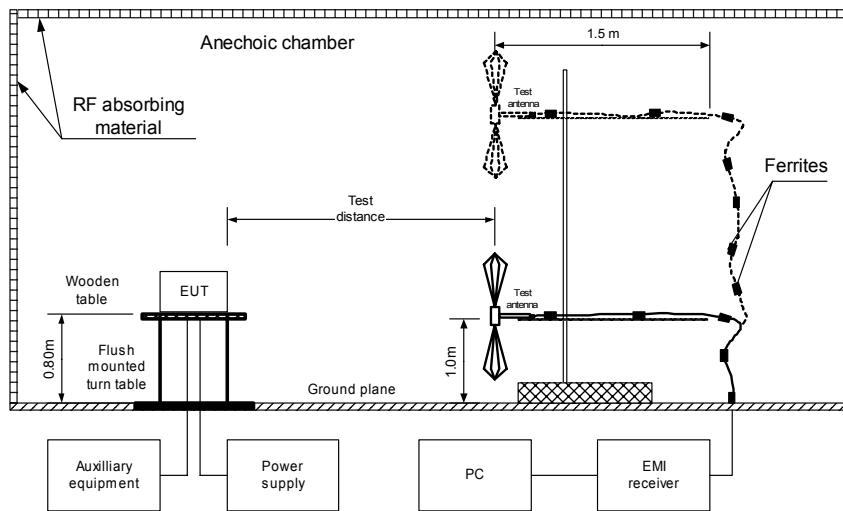 Anechoic chamber
1.5 m
RF absorbing
material
Test
antenna
Ferrites
Test
distance
Wooden
table
EUT
Test
antenna
0.80m
Flush
mounted
turn table
1.0m
Ground plane
Auxilliary
equipment
Power
supply
PC
EMI
receiver